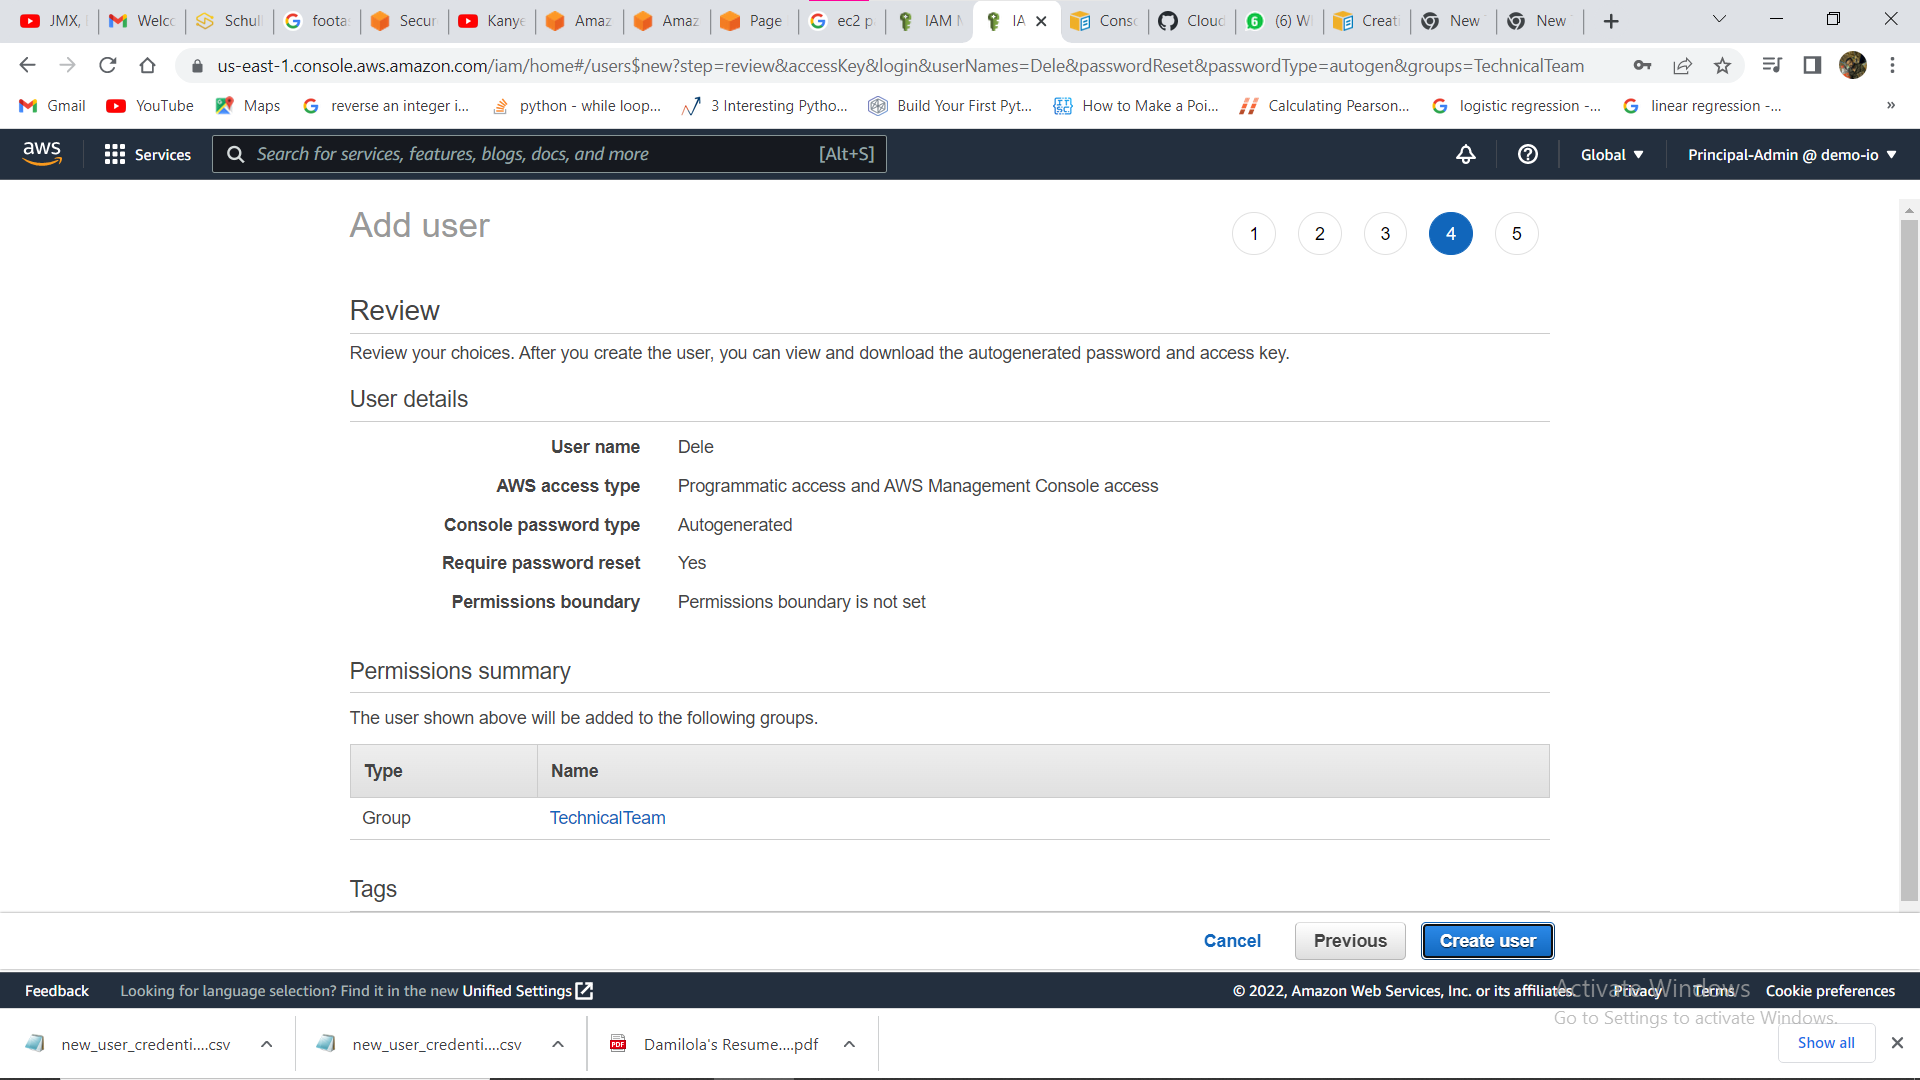 JMX,
Welc
Schul
foota
Secur
Kanye
Amaz
Amaz
Page
ec2 p
IAM
IA
Conso
Cloud
(6) W
Creat
New
New
us-east-1.console.aws.amazon.com/iam/home#/users$new?step=review&accessKey&login&userNames=Dele&passwordReset&passwordType=autogen&groups=TechnicalTeam
Gmail
YouTube
Maps
reverse an integer i...
python - while loop...
3 Interesting Pytho...
Build Your First Pyt...
How to Make a Poi...
Calculating Pearson...
logistic regression -...
linear regression -...
»
aws
Services
Search for services, features, blogs, docs, and more
[Alt+S]
Global
Principal-Admin @ demo-io
Add user
1
2
3
4
5
Review
Review your choices. After you create the user, you can view and download the autogenerated password and access key.
User details
User name Dele
AWS access type Programmatic access and AWS Management Console access
Console password type Autogenerated
Require password reset Yes
Permissions boundary Permissions boundary is not set
Permissions summary
The user shown above will be added to the following groups.
Type Name
Group TechnicalTeam
Tags
Cancel
Previous
Create user
Feedback
Looking for language selection? Find it in the new Unified Settings
© 2022, Amazon Web Services, Inc. or its affiliates.
Privacy
Terms
Cookie preferences
Activate Windows
Go to Settings to activate Windows.
new_user_credenti....csv
new_user_credenti....csv
PDF
Damilola's Resume....pdf
Show all